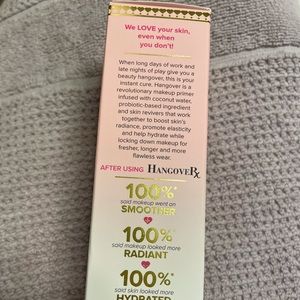 We LOVE your skin,
even when
you don't!
When long days of work and
late nights of play give you a
beauty hangover, this is your
instant cure. Hangover is a
revolutionary makeup primer
infused with coconut water,
probiotic-based ingredient
and skin revivers that work
together to boost skin's
radiance, promote elasticity
and help hydrate while
locking down makeup for
fresher, longer and more
flawless wear.
AFTER USING HANGOVERX
100%*
said makeup went on
SMOOTHER
100%*
said makeup looked more
RADIANT
100%*
said skin looked more
HYDRATED